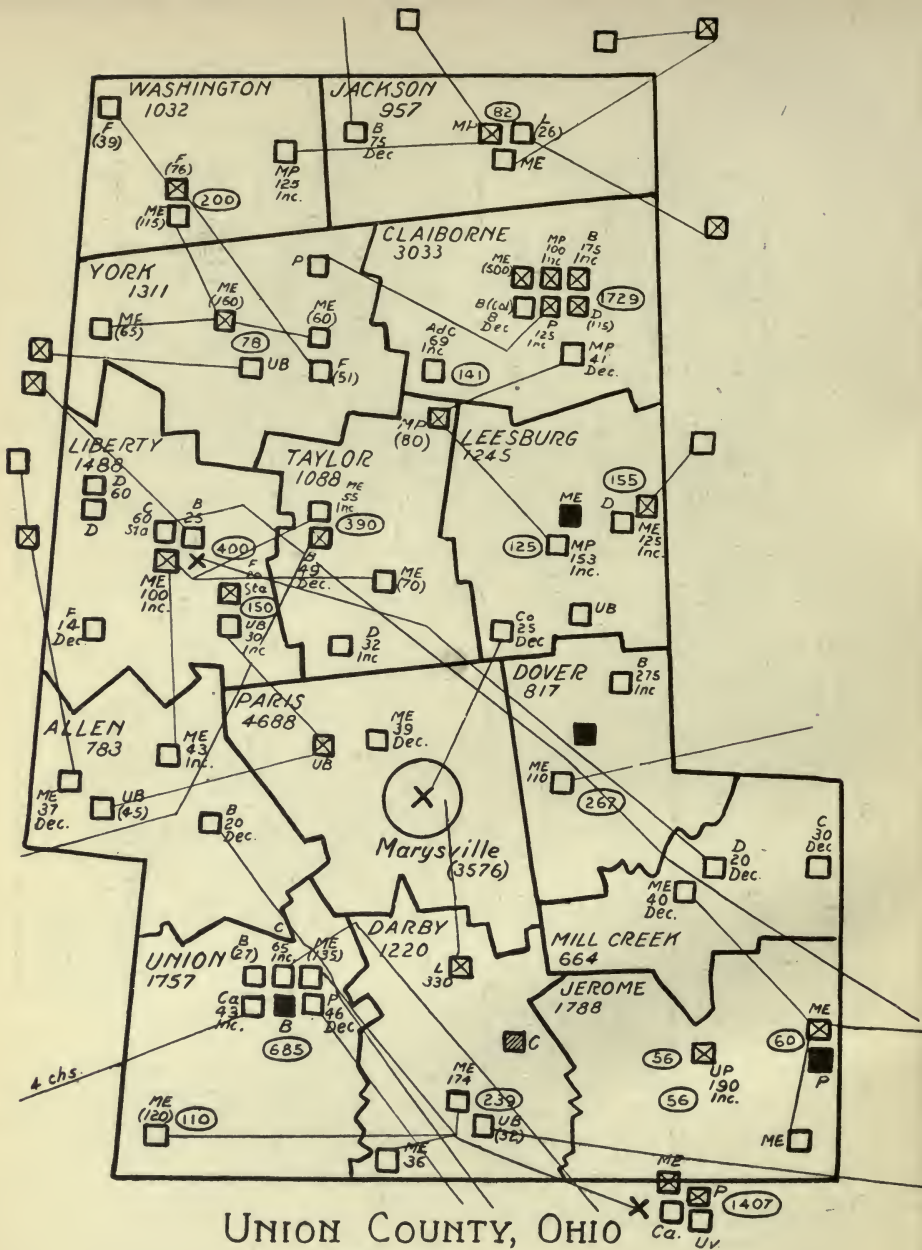 WASHINGTON
1032
JACKSON
957
F
(39)
F
(76)
200
ME
(115)
MP
125
Inc.
B
75
Dec
MP
82
L
(26)
ME
CLAIBORNE
3033
ME
(500)
MP
100
Inc
B
175
Inc
B(Col)
8
Dec
P
125
Inc
D
(115)
1729
AdC
69
Inc
141
MP
41
Dec.
YORK
1311
P
ME
(160)
ME
(65)
ME
(60)
78
UB
F
(51)
MP
(80)
LEESBURG
1245
155
ME
D
ME
125
Inc.
125
MP
153
Inc.
UB
Co
25
Dec
LIBERTY
1488
D
60
D
C
60
Sta
B
25
400
ME
100
Inc.
F
Sta
150
UB
30
Inc
F
14
Dec.
TAYLOR
1088
ME
55
Inc
390
B
49
Dec.
ME
(70)
D
32
Inc
DOVER
817
B
275
Inc
ME
110
267
PARIS
4688
ME
39
Dec.
UB
Marysville
(3576)
ALLEN
783
ME
43
Inc.
ME
37
Dec.
UB
(45)
B
20
Dec.
D
20
Dec.
C
30
Dec
ME
40
Dec.
MILL CREEK
664
UNION
1757
B
(27)
C
65
Inc.
ME
(135)
Ca
43
Inc.
B
P
46
Dec
685
4 chs.
ME
(120)
110
DARBY
1220
L
330
C
ME
174
239
UB
(52)
ME
36
JEROME
1788
ME
60
P
56
UP
190
Inc.
56
ME
ME
P
1407
Ca.
Uv.
UNION COUNTY, OHIO